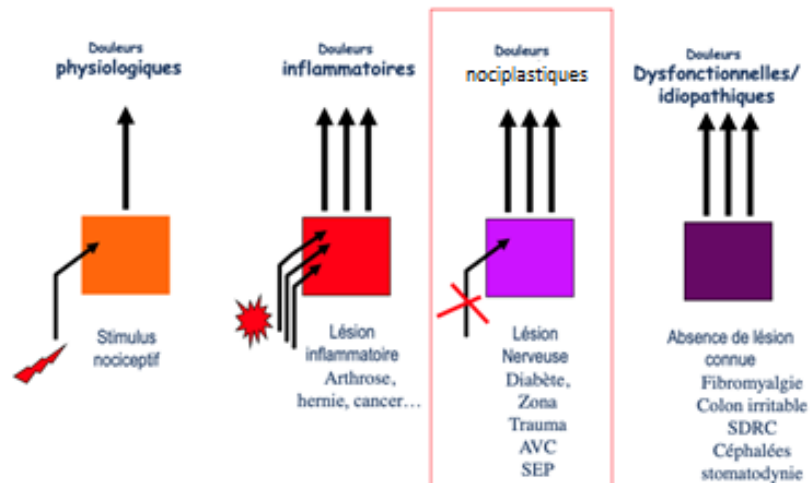 Douleurs
physiologiques
Stimulus
nociceptif
Douleurs
inflammatoires
Lésion
inflammatoire
Arthrose,
hernie, cancer…
Douleurs
nociplastiques
Lésion
Nerveuse
Diabète,
Zona
Trauma
AVC
SEP
Douleurs
Dysfonctionnelles/
idiopathiques
Absence de lésion
connue
Fibromyalgie
Colon irritable
SDRC
Céphalées
stomatodynie